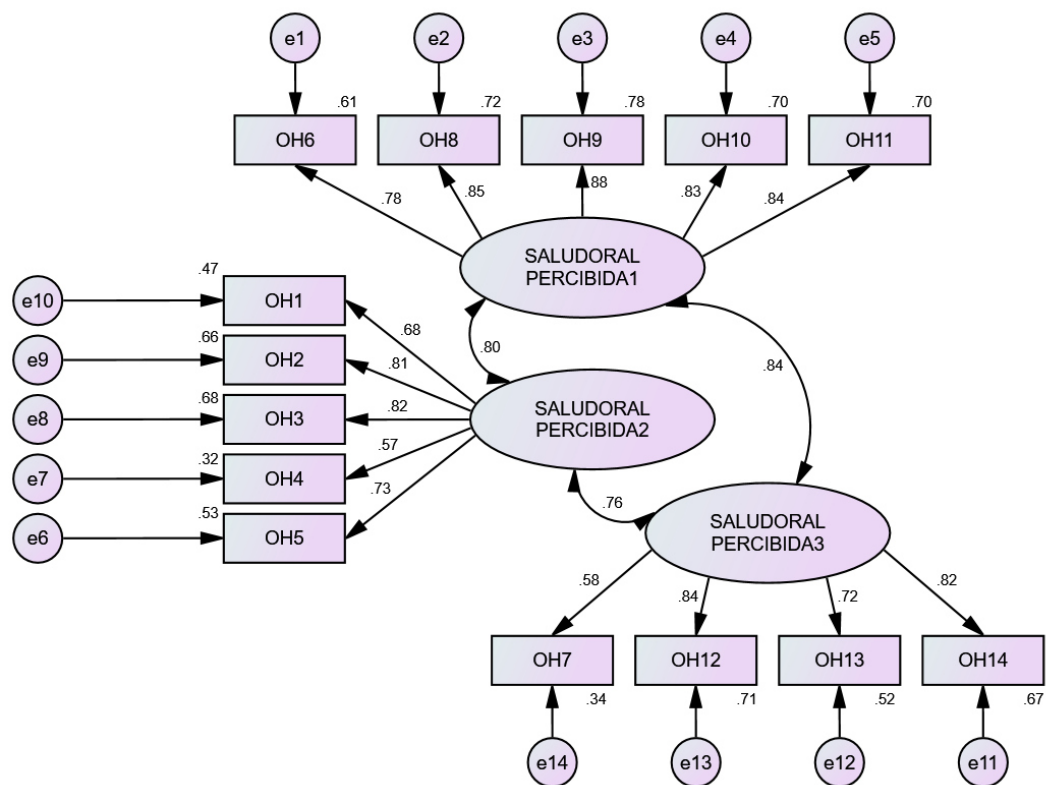 e1
e2
e3
e4
e5
.61
.72
.78
.70
.70
OH6
OH8
OH9
OH10
OH11
.78
.85
.88
.83
.84
SALUDORAL
PERCIBIDA1
.47
e10
OH1
.68
.66
e9
OH2
.81
.80
.84
.68
e8
OH3
.82
SALUDORAL
PERCIBIDA2
.32
e7
OH4
.57
.53
e6
OH5
.73
.76
SALUDORAL
PERCIBIDA3
.58
.84
.72
.82
OH7
OH12
OH13
OH14
.34
.71
.52
.67
e14
e13
e12
e11